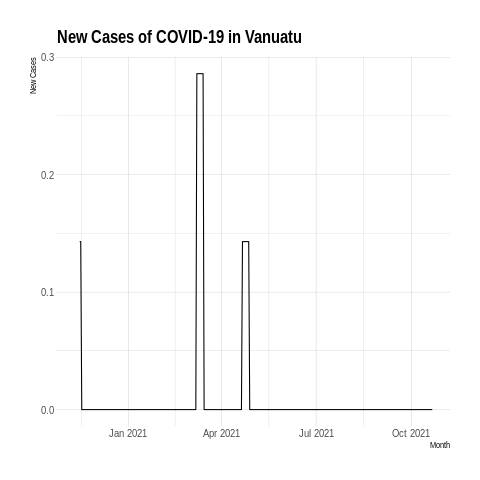 New Cases of COVID-19 in Vanuatu
New Cases
0.3
0.2
0.1
0.0
Jan 2021
Apr 2021
Jul 2021
Oct 2021
Month